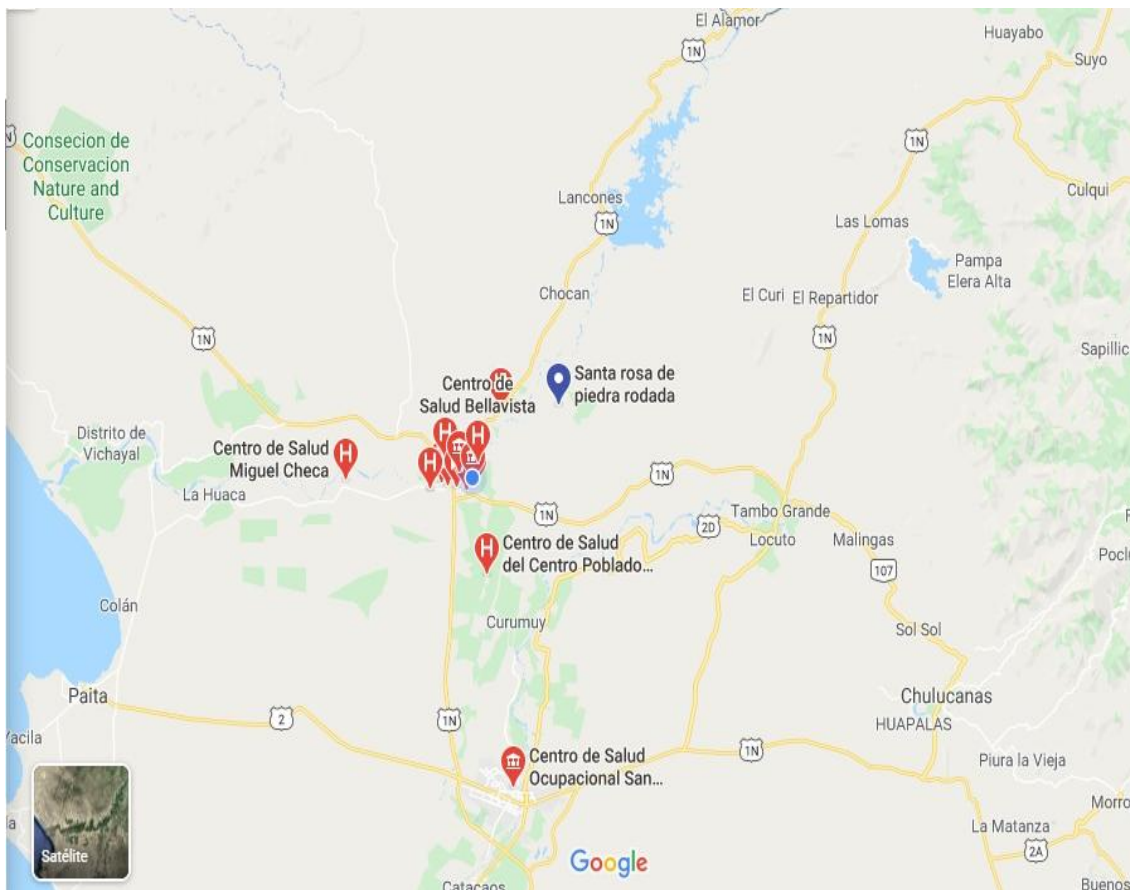 El Alamor
Huayabo
1N
Suyo
Consecion de
Conservacion
Nature and
Culture
1N
Culqui
Lancones
1N
Las Lomas
Pampa
Elera Alta
Chocan
El Curi
El Repartidor
1N
1N
Sapillic
Centro de
Salud Bellavista
Santa rosa de
piedra rodada
Distrito de
Vichayal
Centro de Salud
Miguel Checa
La Huaca
1N
1N
Tambo Grande
2D
Locuto
Malingas
Centro de Salud
del Centro Poblado...
107
Poclu
Colán
Curumuy
Sol Sol
Paita
Chulucanas
2
1N
HUAPALAS
Yacila
1N
Centro de Salud
Ocupacional San...
Piura la Vieja
Morro
La Matanza
2A
Satélite
Google
Catacaos
Buenos